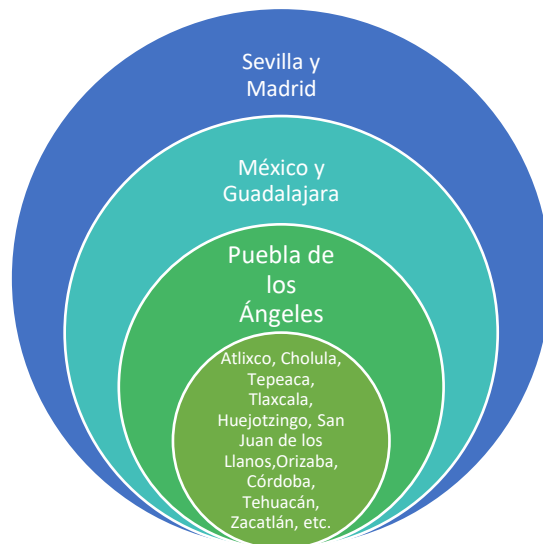 Sevilla y
Madrid
México y
Guadalajara
Puebla de
los
Ángeles
Atlixco, Cholula,
Tepeaca,
Tlaxcala,
Huejotzingo, San
Juan de los
Llanos,Orizaba,
Córdoba,
Tehuacán,
Zacatlán, etc.